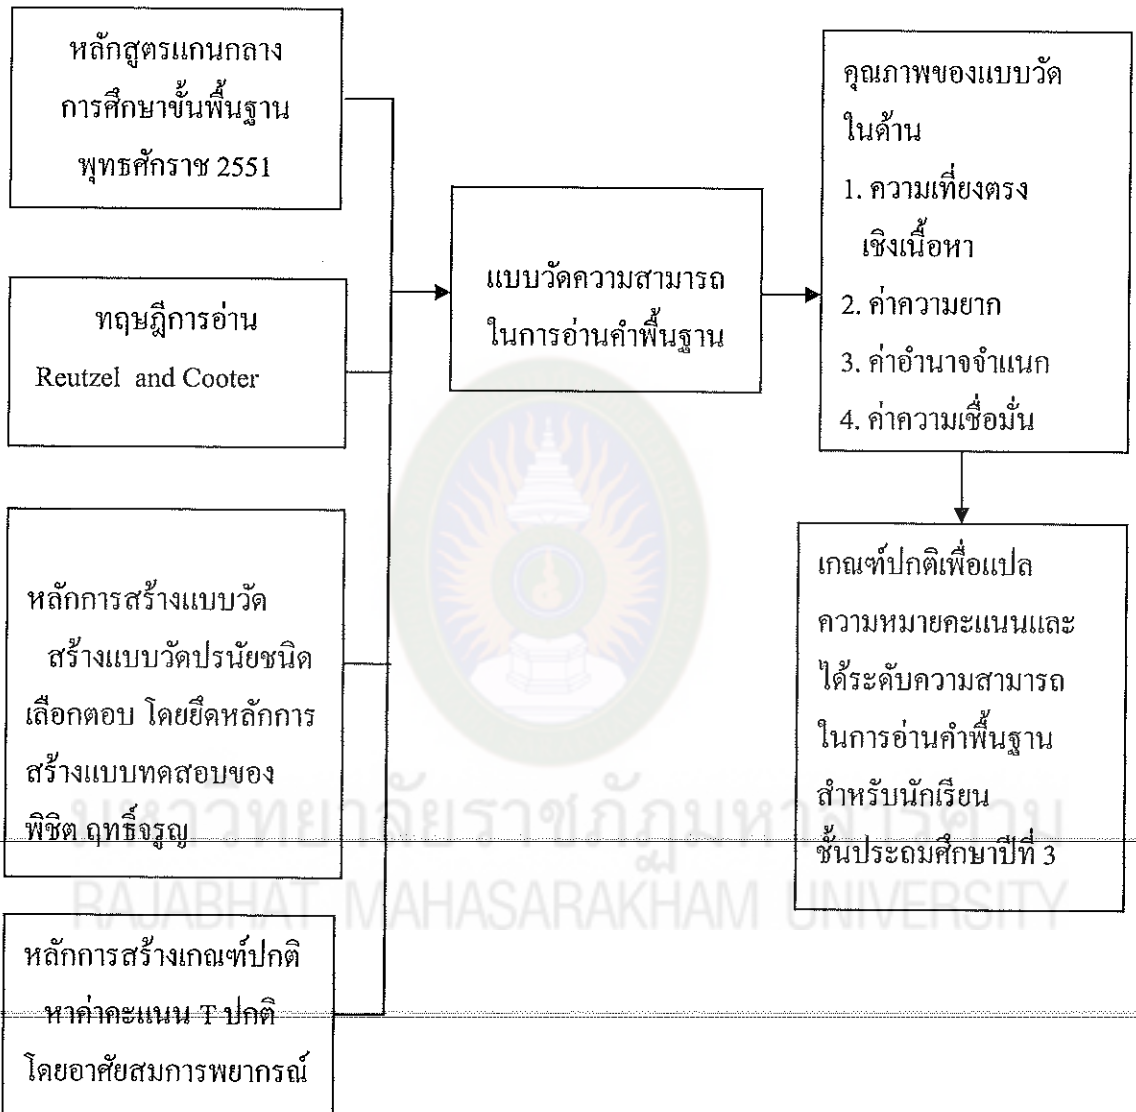 หลักสูตรแกนกลาง
การศึกษาขั้นพื้นฐาน
พุทธศักราช 2551
ทฤษฎีการอ่าน
Reutzel and Cooter
หลักการสร้างแบบวัด
สร้างแบบวัดปรนัยชนิด
เลือกตอบ โดยยึดหลักการ
สร้างแบบทดสอบของ
พิชิต ฤทธิ์จรูญ
หลักการสร้างเกณฑ์ปกติ
หาค่าคะแนน T ปกติ
โดยอาศัยสมการพยากรณ์
แบบวัดความสามารถ
ในการอ่านคำพื้นฐาน
คุณภาพของแบบวัด
ในด้าน
1. ความเที่ยงตรง
เชิงเนื้อหา
2. ค่าความยาก
3. ค่าอำนาจจำแนก
4. ค่าความเชื่อมั่น
เกณฑ์ปกติเพื่อแปล
ความหมายคะแนนและ
ได้ระดับความสามารถ
ในการอ่านคำพื้นฐาน
สำหรับนักเรียน
ชั้นประถมศึกษาปีที่ 3
มหาวิทยาลัยราชภัฏมหาสารคาม
RAJABHAT MAHASARAKHAM UNIVERSITY